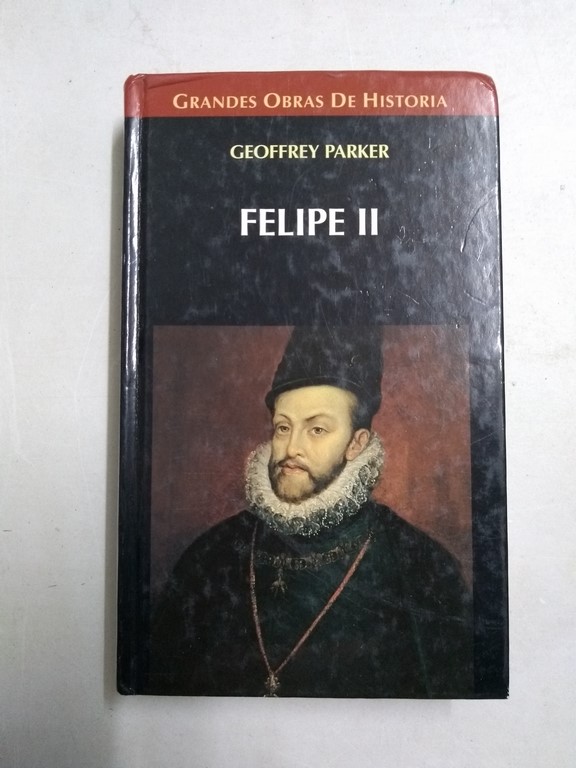 GRANDES OBRAS DE HISTORIA
GEOFFREY PARKER
FELIPE II